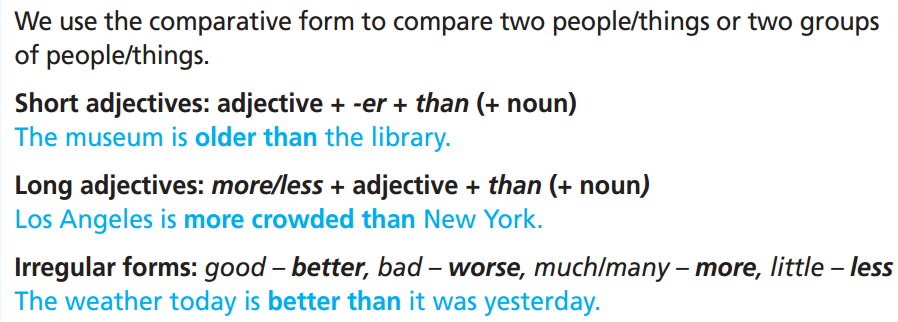 We use the comparative form to compare two people/things or two groups
of people/things.
Short adjectives: adjective + -er + than (+ noun)
The museum is older than the library.
Long adjectives: more/less + adjective + than (+ noun)
Los Angeles is more crowded than New York.
Irregular forms: good – better, bad – worse, much/many – more, little – less
The weather today is better than it was yesterday.